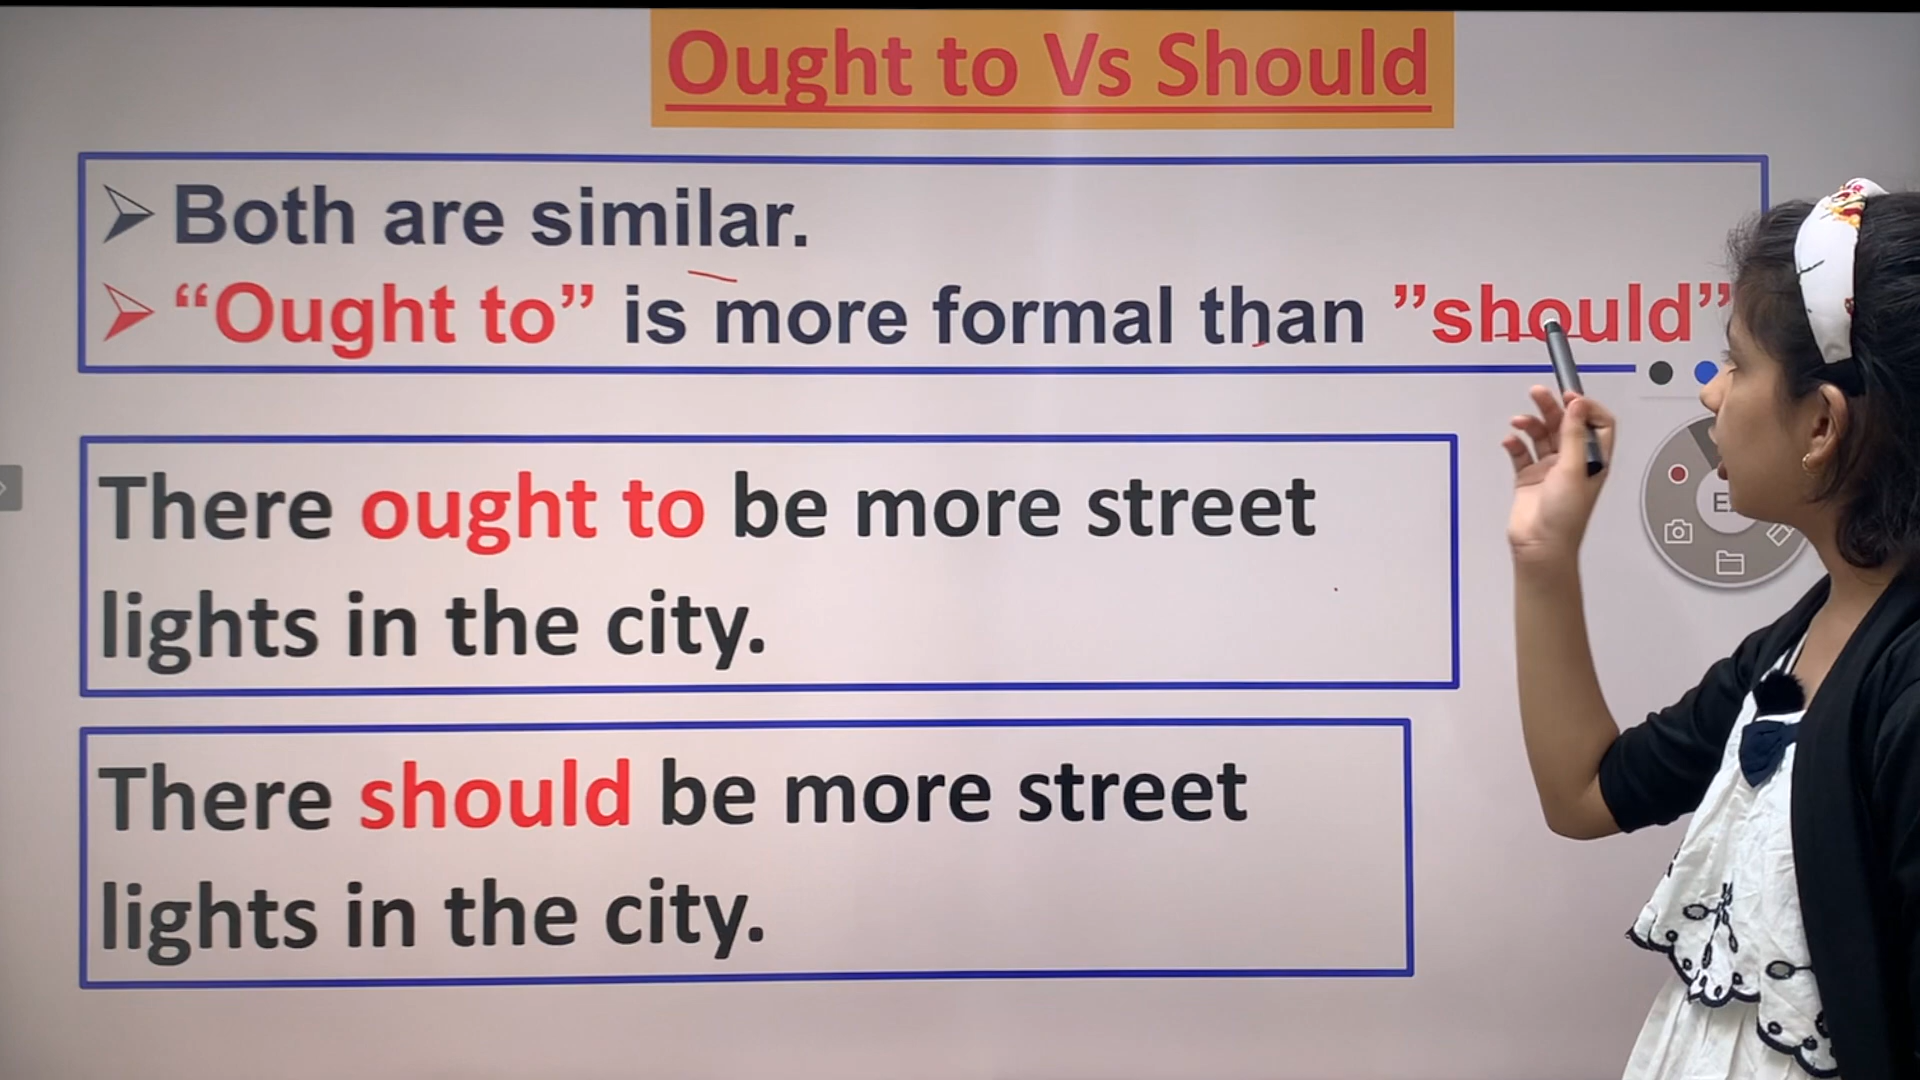 Ought to Vs Should
Both are similar.
“Ought to” is more formal than ”should”
There ought to be more street
lights in the city.
There should be more street
lights in the city.